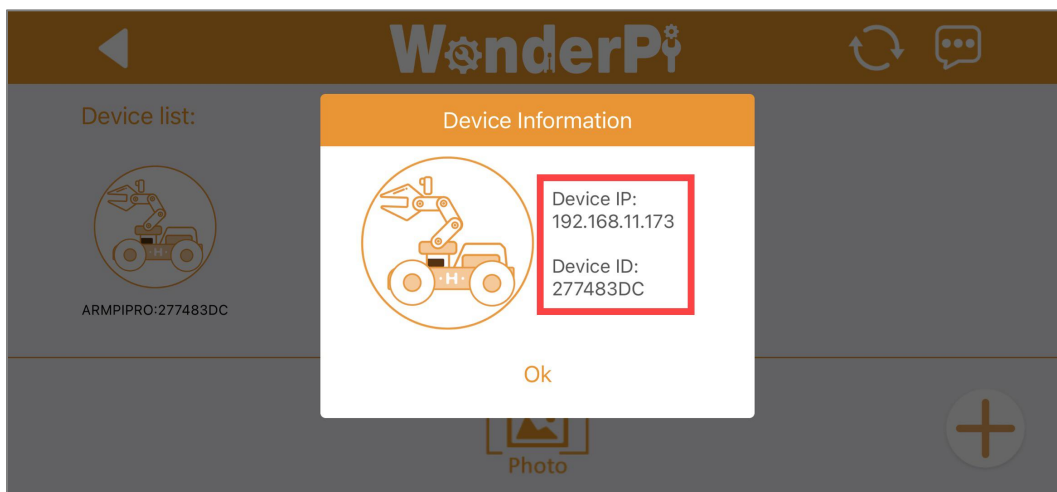 WonderPi
Device list:
Device Information
Device IP:
192.168.11.173
Device ID:
277483DC
·H·
·H·
ARMPIPRO:277483DC
Ok
Photo